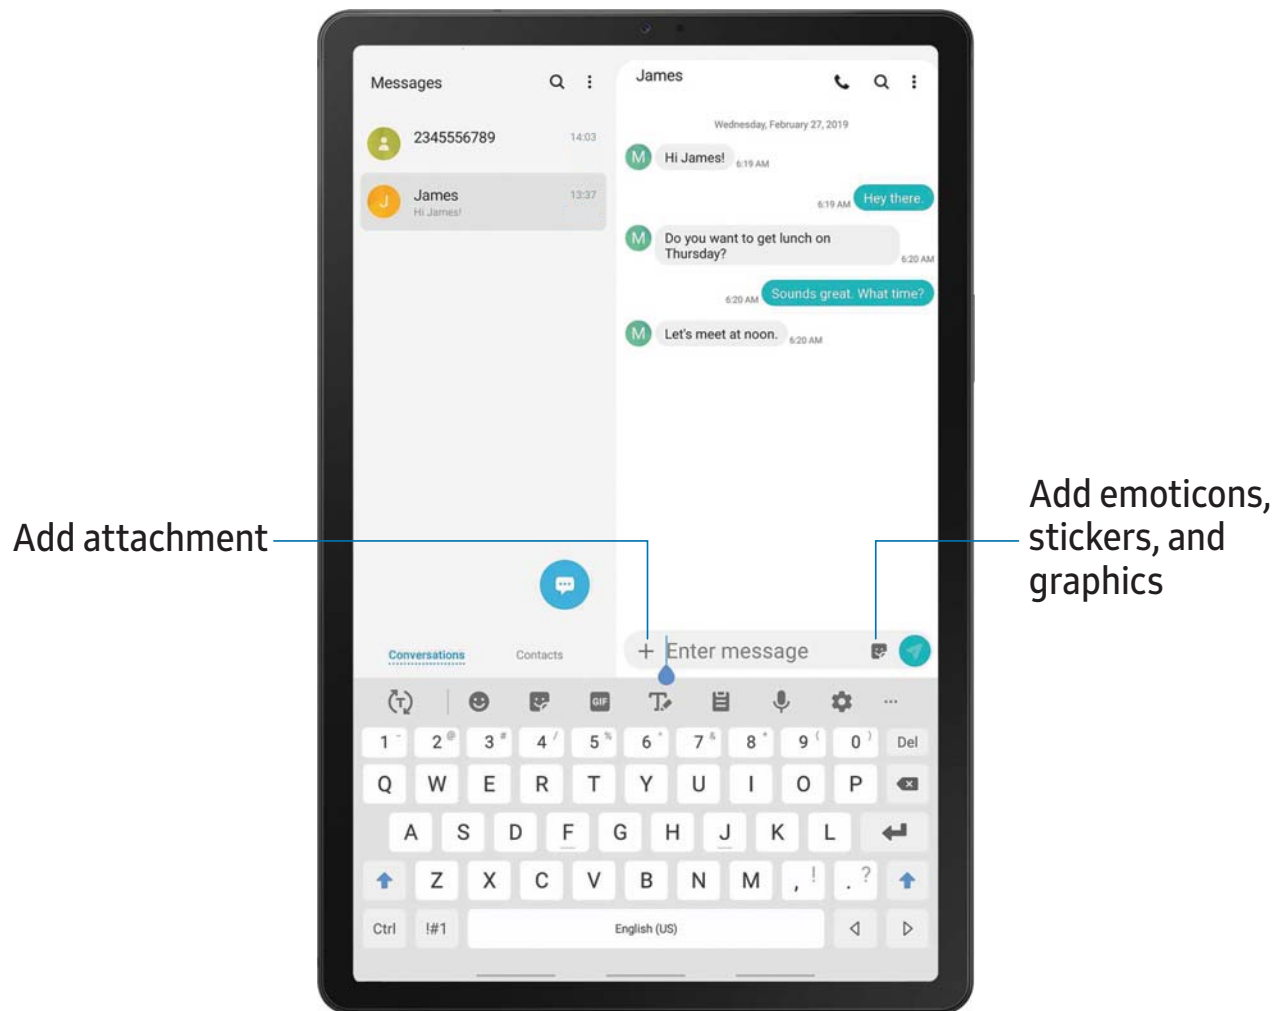 Messages
2345556789 14:03
James 13:37
Hi James!
Conversations Contacts
James
Wednesday, February 27, 2019
M Hi James! 6:19 AM
6:19 AM Hey there.
M Do you want to get lunch on
Thursday? 6:20 AM
6:20 AM Sounds great. What time?
M Let's meet at noon. 6:20 AM
Enter message
Add attachment
Add emoticons,
stickers, and
graphics
T GIF T ...
1 - 2 @ 3 # 4 / 5 % 6 ^ 7 & 8 * 9 ( 0 ) Del
Q W E R T Y U I O P
A S D F G H J K L
Z X C V B N M , ! . ?
Ctrl !#1 English (US)